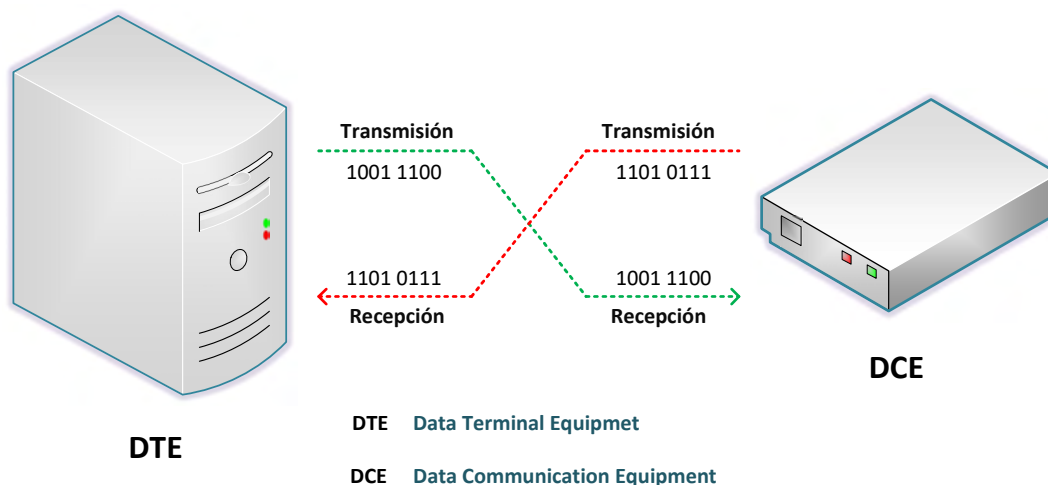 Transmisión
Transmisión
1001 1100
1101 0111
1101 0111
1001 1100
Recepción
Recepción
DCE
DTE
DTE Data Terminal Equipmet
DCE Data Communication Equipment